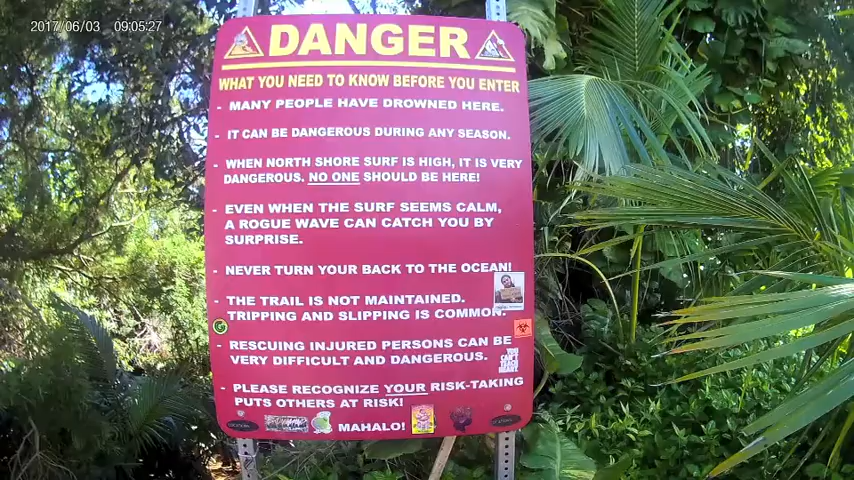 2017/06/03 09:05:27
DANGER
WHAT YOU NEED TO KNOW BEFORE YOU ENTER
- MANY PEOPLE HAVE DROWNED HERE.
- IT CAN BE DANGEROUS DURING ANY SEASON.
- WHEN NORTH SHORE SURF IS HIGH, IT IS VERY
DANGEROUS. NO ONE SHOULD BE HERE!
- EVEN WHEN THE SURF SEEMS CALM,
A ROGUE WAVE CAN CATCH YOU BY
SURPRISE.
- NEVER TURN YOUR BACK TO THE OCEAN!
- THE TRAIL IS NOT MAINTAINED.
TRIPPING AND SLIPPING IS COMMON.
- RESCUING INJURED PERSONS CAN BE
VERY DIFFICULT AND DANGEROUS.
YOU
CAN'T
TEACH
HEART
- PLEASE RECOGNIZE YOUR RISK-TAKING
PUTS OTHERS AT RISK!
MAHALO!